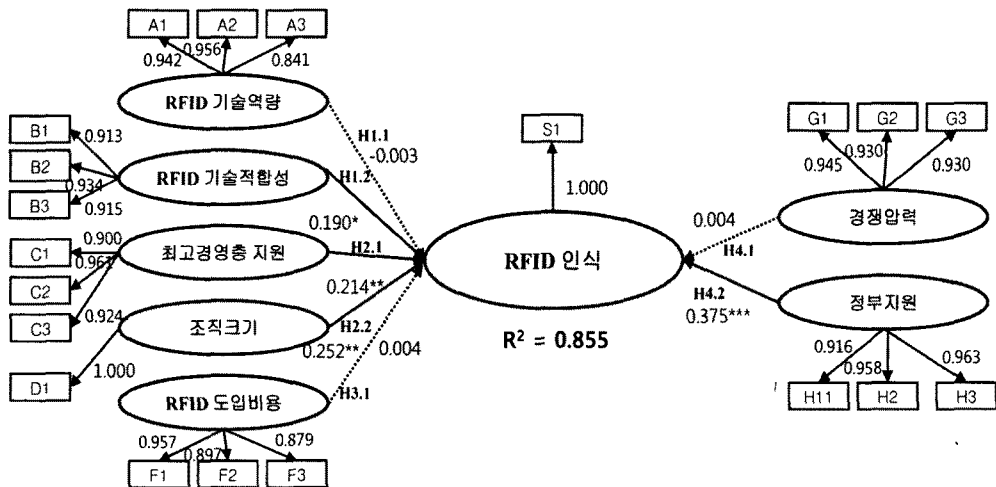 A1
A2
A3
0.942
0.956
0.841
RFID 기술역량
H1.1
-0.003
B1
B2
B3
0.913
0.934
0.915
RFID 기술적합성
H1.2
0.190*
C1
C2
C3
0.900
0.961
0.924
최고경영층 지원
H2.1
0.214**
D1
1.000
조직크기
H2.2
0.252**
RFID 도입비용
H3.1
0.004
0.957
0.897
0.879
F1
F2
F3
S1
1.000
RFID 인식
R² = 0.855
G1
G2
G3
0.945
0.930
0.930
경쟁압력
0.004
H4.1
정부지원
H4.2
0.375***
0.916
0.958
0.963
H11
H2
H3